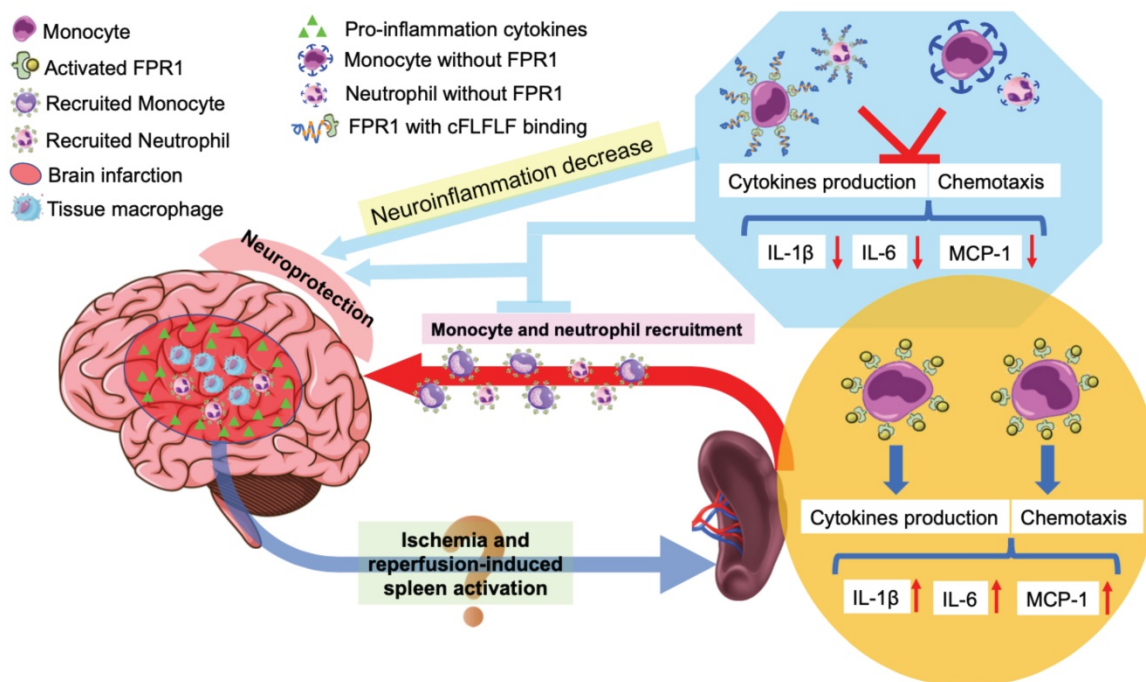 Monocyte
Activated FPR1
Recruited Monocyte
Recruited Neutrophil
Brain infarction
Tissue macrophage
Pro-inflammation cytokines
Monocyte without FPR1
Neutrophil without FPR1
FPR1 with cFLFLF binding
Neuroinflammation decrease
Cytokines production
Chemotaxis
IL-1β
IL-6
MCP-1
Neuroprotection
Monocyte and neutrophil recruitment
Cytokines production
Chemotaxis
IL-1β
IL-6
MCP-1
?
Ischemia and
reperfusion-induced
spleen activation